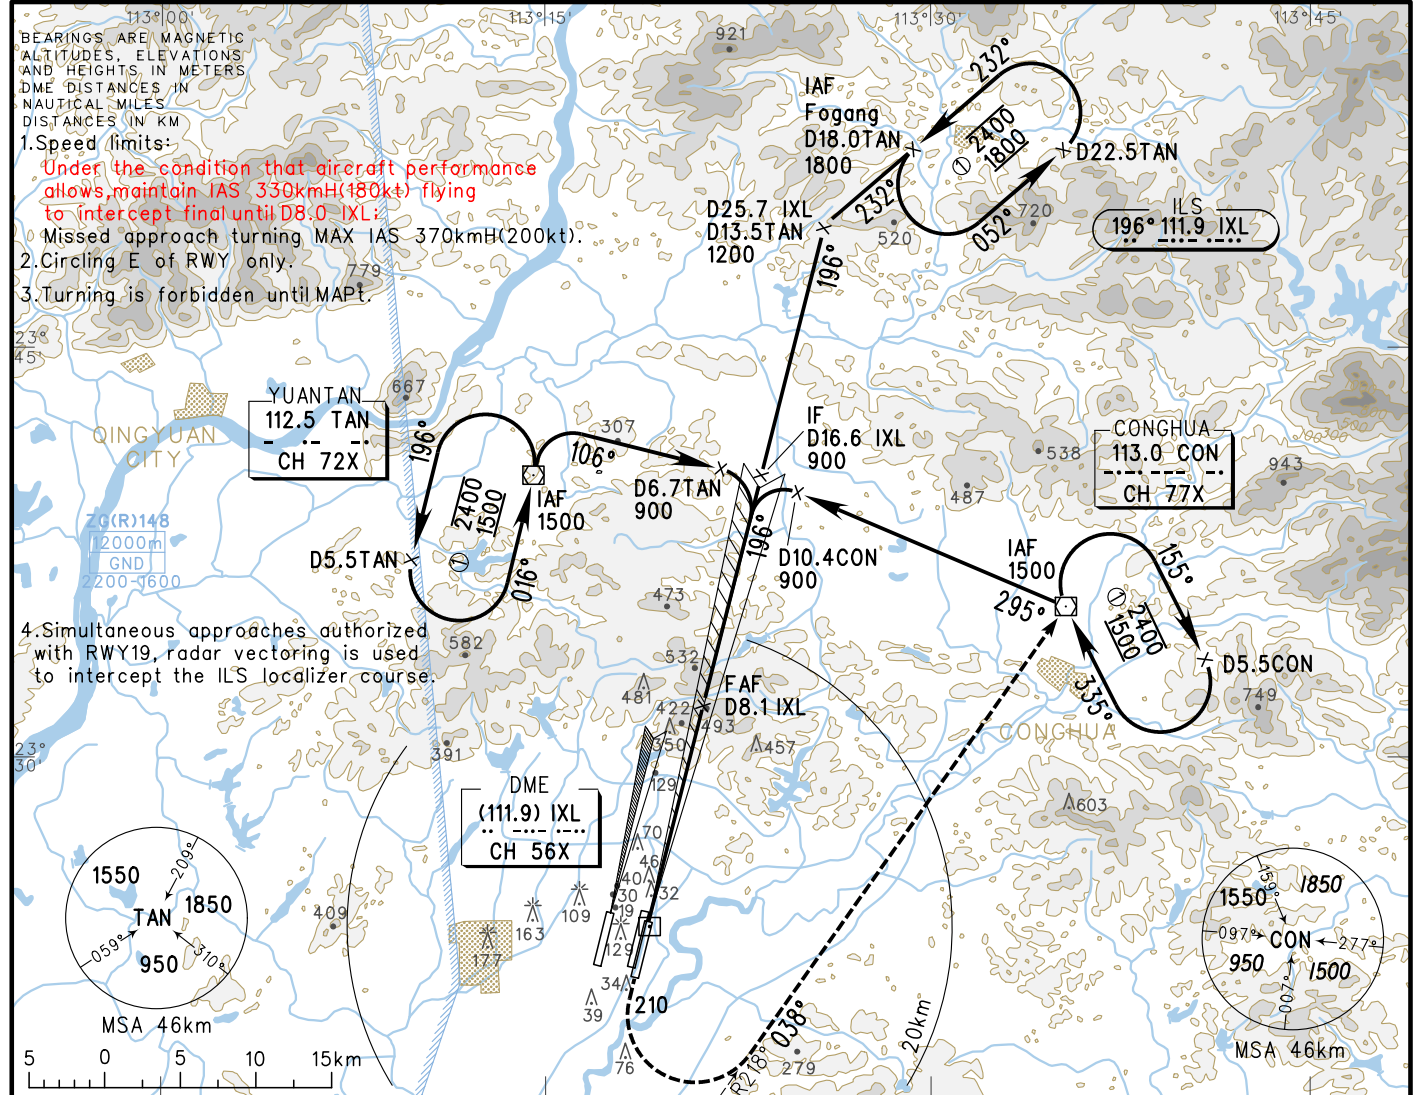 113°00'
113°15'
113°30'
113°45'
BEARINGS ARE MAGNETIC
ALTITUDES, ELEVATIONS
AND HEIGHTS IN METERS
DME DISTANCES IN
NAUTICAL MILES
DISTANCES IN KM
1.Speed limits:
Under the condition that aircraft performance
allows,maintain IAS 330kmH(180kt) flying
to intercept final until D8.0 IXL;
Missed approach turning MAX IAS 370kmH(200kt).
2.Circling E of RWY only.
3.Turning is forbidden until MAPt.
921
779
IAF
Fogang
D18.0TAN
1800
232°
① 2400
1800
D22.5TAN
232°
052°
720
520
D25.7 IXL
D13.5TAN
1200
196°
ILS
196° 111.9 IXL
23°
45'
667
YUANTAN
112.5 TAN
CH 72X
QINGYUAN
CITY
196°
2400
1500
①
016°
D5.5TAN
IAF
1500
307
106°
D6.7TAN
900
IF
D16.6 IXL
900
196°
D10.4CON
900
538
487
CONGHUA
113.0 CON
CH 77X
943
500
300
100
IAF
1500
295°
155°
① 2400
1500
335°
D5.5CON
749
CONGHUA
ZG(R)148
12000m
GND
2200-1600
4.Simultaneous approaches authorized
with RWY19, radar vectoring is used
to intercept the ILS localizer course.
582
473
532
481
FAF
D8.1 IXL
422
493
350
457
129
391
23°
30'
603
DME
(111.9) IXL
CH 56X
70
46
40
32
30
19
109
163
129
177
409
34
39
76
210
279
038°
R218°
20km
1550
209°
TAN
1850
059°
310°
950
MSA 46km
159°
1550
1850
097°
CON
277°
950
1500
007°
MSA 46km
5 0 5 10 15km